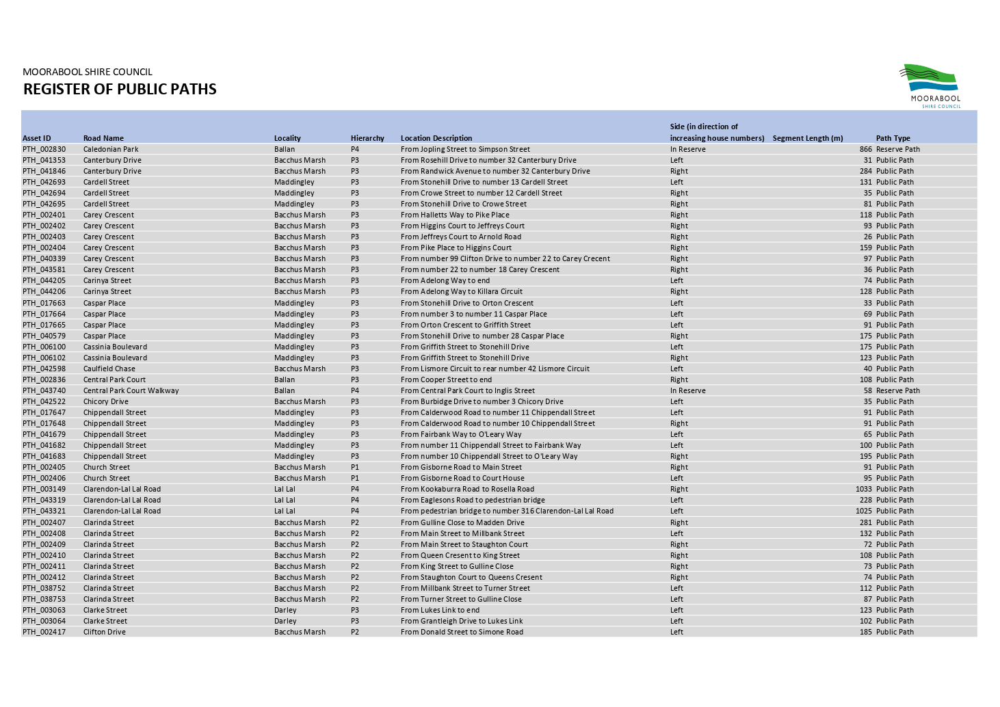 MOORABOOL SHIRE COUNCIL
REGISTER OF PUBLIC PATHS
MOORABOOL
SHIRE COUNCIL
Asset ID Road Name Locality Hierarchy Location Description Side (in direction of increasing house numbers) Segment Length (m) Path Type
PTH_002830 Caledonian Park Ballan P4 From Jopling Street to Simpson Street In Reserve 866 Reserve Path
PTH_041353 Canterbury Drive Bacchus Marsh P3 From Rosehill Drive to number 32 Canterbury Drive Left 31 Public Path
PTH_041846 Canterbury Drive Bacchus Marsh P3 From Randwick Avenue to number 32 Canterbury Drive Right 284 Public Path
PTH_042693 Cardell Street Maddingley P3 From Stonehill Drive to number 13 Cardell Street Left 131 Public Path
PTH_042694 Cardell Street Maddingley P3 From Crowe Street to number 12 Cardell Street Right 35 Public Path
PTH_042695 Cardell Street Maddingley P3 From Stonehill Drive to Crowe Street Right 81 Public Path
PTH_002401 Carey Crescent Bacchus Marsh P3 From Halletts Way to Pike Place Right 118 Public Path
PTH_002402 Carey Crescent Bacchus Marsh P3 From Higgins Court to Jeffreys Court Right 93 Public Path
PTH_002403 Carey Crescent Bacchus Marsh P3 From Jeffreys Court to Arnold Road Right 26 Public Path
PTH_002404 Carey Crescent Bacchus Marsh P3 From Pike Place to Higgins Court Right 159 Public Path
PTH_040339 Carey Crescent Bacchus Marsh P3 From number 99 Clifton Drive to number 22 to Carey Crecent Right 97 Public Path
PTH_043581 Carey Crescent Bacchus Marsh P3 From number 22 to number 18 Carey Crescent Right 36 Public Path
PTH_044205 Carinya Street Bacchus Marsh P3 From Adelong Way to end Left 74 Public Path
PTH_044206 Carinya Street Bacchus Marsh P3 From Adelong Way to Killara Circuit Right 128 Public Path
PTH_017663 Caspar Place Maddingley P3 From Stonehill Drive to Orton Crescent Left 33 Public Path
PTH_017664 Caspar Place Maddingley P3 From number 3 to number 11 Caspar Place Left 69 Public Path
PTH_017665 Caspar Place Maddingley P3 From Orton Crescent to Griffith Street Left 91 Public Path
PTH_040579 Caspar Place Maddingley P3 From Stonehill Drive to number 28 Caspar Place Right 175 Public Path
PTH_006100 Cassinia Boulevard Maddingley P3 From Griffith Street to Stonehill Drive Left 175 Public Path
PTH_006102 Cassinia Boulevard Maddingley P3 From Griffith Street to Stonehill Drive Right 123 Public Path
PTH_042598 Caulfield Chase Bacchus Marsh P3 From Lismore Circuit to rear number 42 Lismore Circuit Left 40 Public Path
PTH_002836 Central Park Court Ballan P3 From Cooper Street to end Right 108 Public Path
PTH_043740 Central Park Court Walkway Ballan P4 From Central Park Court to Inglis Street In Reserve 58 Reserve Path
PTH_042522 Chicory Drive Bacchus Marsh P3 From Burbidge Drive to number 3 Chicory Drive Left 35 Public Path
PTH_017647 Chippendall Street Maddingley P3 From Calderwood Road to number 11 Chippendall Street Left 91 Public Path
PTH_017648 Chippendall Street Maddingley P3 From Calderwood Road to number 10 Chippendall Street Right 91 Public Path
PTH_041679 Chippendall Street Maddingley P3 From Fairbank Way to O'Leary Way Left 65 Public Path
PTH_041682 Chippendall Street Maddingley P3 From number 11 Chippendall Street to Fairbank Way Left 100 Public Path
PTH_041683 Chippendall Street Maddingley P3 From number 10 Chippendall Street to O'Leary Way Right 195 Public Path
PTH_002405 Church Street Bacchus Marsh P1 From Gisborne Road to Main Street Right 91 Public Path
PTH_002406 Church Street Bacchus Marsh P1 From Gisborne Road to Court House Left 95 Public Path
PTH_003149 Clarendon-Lal Lal Road Lal Lal P4 From Kookaburra Road to Rosella Road Right 1033 Public Path
PTH_043319 Clarendon-Lal Lal Road Lal Lal P4 From Eaglesons Road to pedestrian bridge Left 228 Public Path
PTH_043321 Clarendon-Lal Lal Road Lal Lal P4 From pedestrian bridge to number 316 Clarendon-Lal Lal Road Left 1025 Public Path
PTH_002407 Clarinda Street Bacchus Marsh P2 From Gulline Close to Madden Drive Right 281 Public Path
PTH_002408 Clarinda Street Bacchus Marsh P2 From Main Street to Millbank Street Left 132 Public Path
PTH_002409 Clarinda Street Bacchus Marsh P2 From Main Street to Staughton Court Right 72 Public Path
PTH_002410 Clarinda Street Bacchus Marsh P2 From Queen Cresent to King Street Right 108 Public Path
PTH_002411 Clarinda Street Bacchus Marsh P2 From King Street to Gulline Close Right 73 Public Path
PTH_002412 Clarinda Street Bacchus Marsh P2 From Staughton Court to Queens Cresent Right 74 Public Path
PTH_038752 Clarinda Street Bacchus Marsh P2 From Millbank Street to Turner Street Left 112 Public Path
PTH_038753 Clarinda Street Bacchus Marsh P2 From Turner Street to Gulline Close Left 87 Public Path
PTH_003063 Clarke Street Darley P3 From Lukes Link to end Left 123 Public Path
PTH_003064 Clarke Street Darley P3 From Grantleigh Drive to Lukes Link Left 102 Public Path
PTH_002417 Clifton Drive Bacchus Marsh P2 From Donald Street to Simone Road Left 185 Public Path